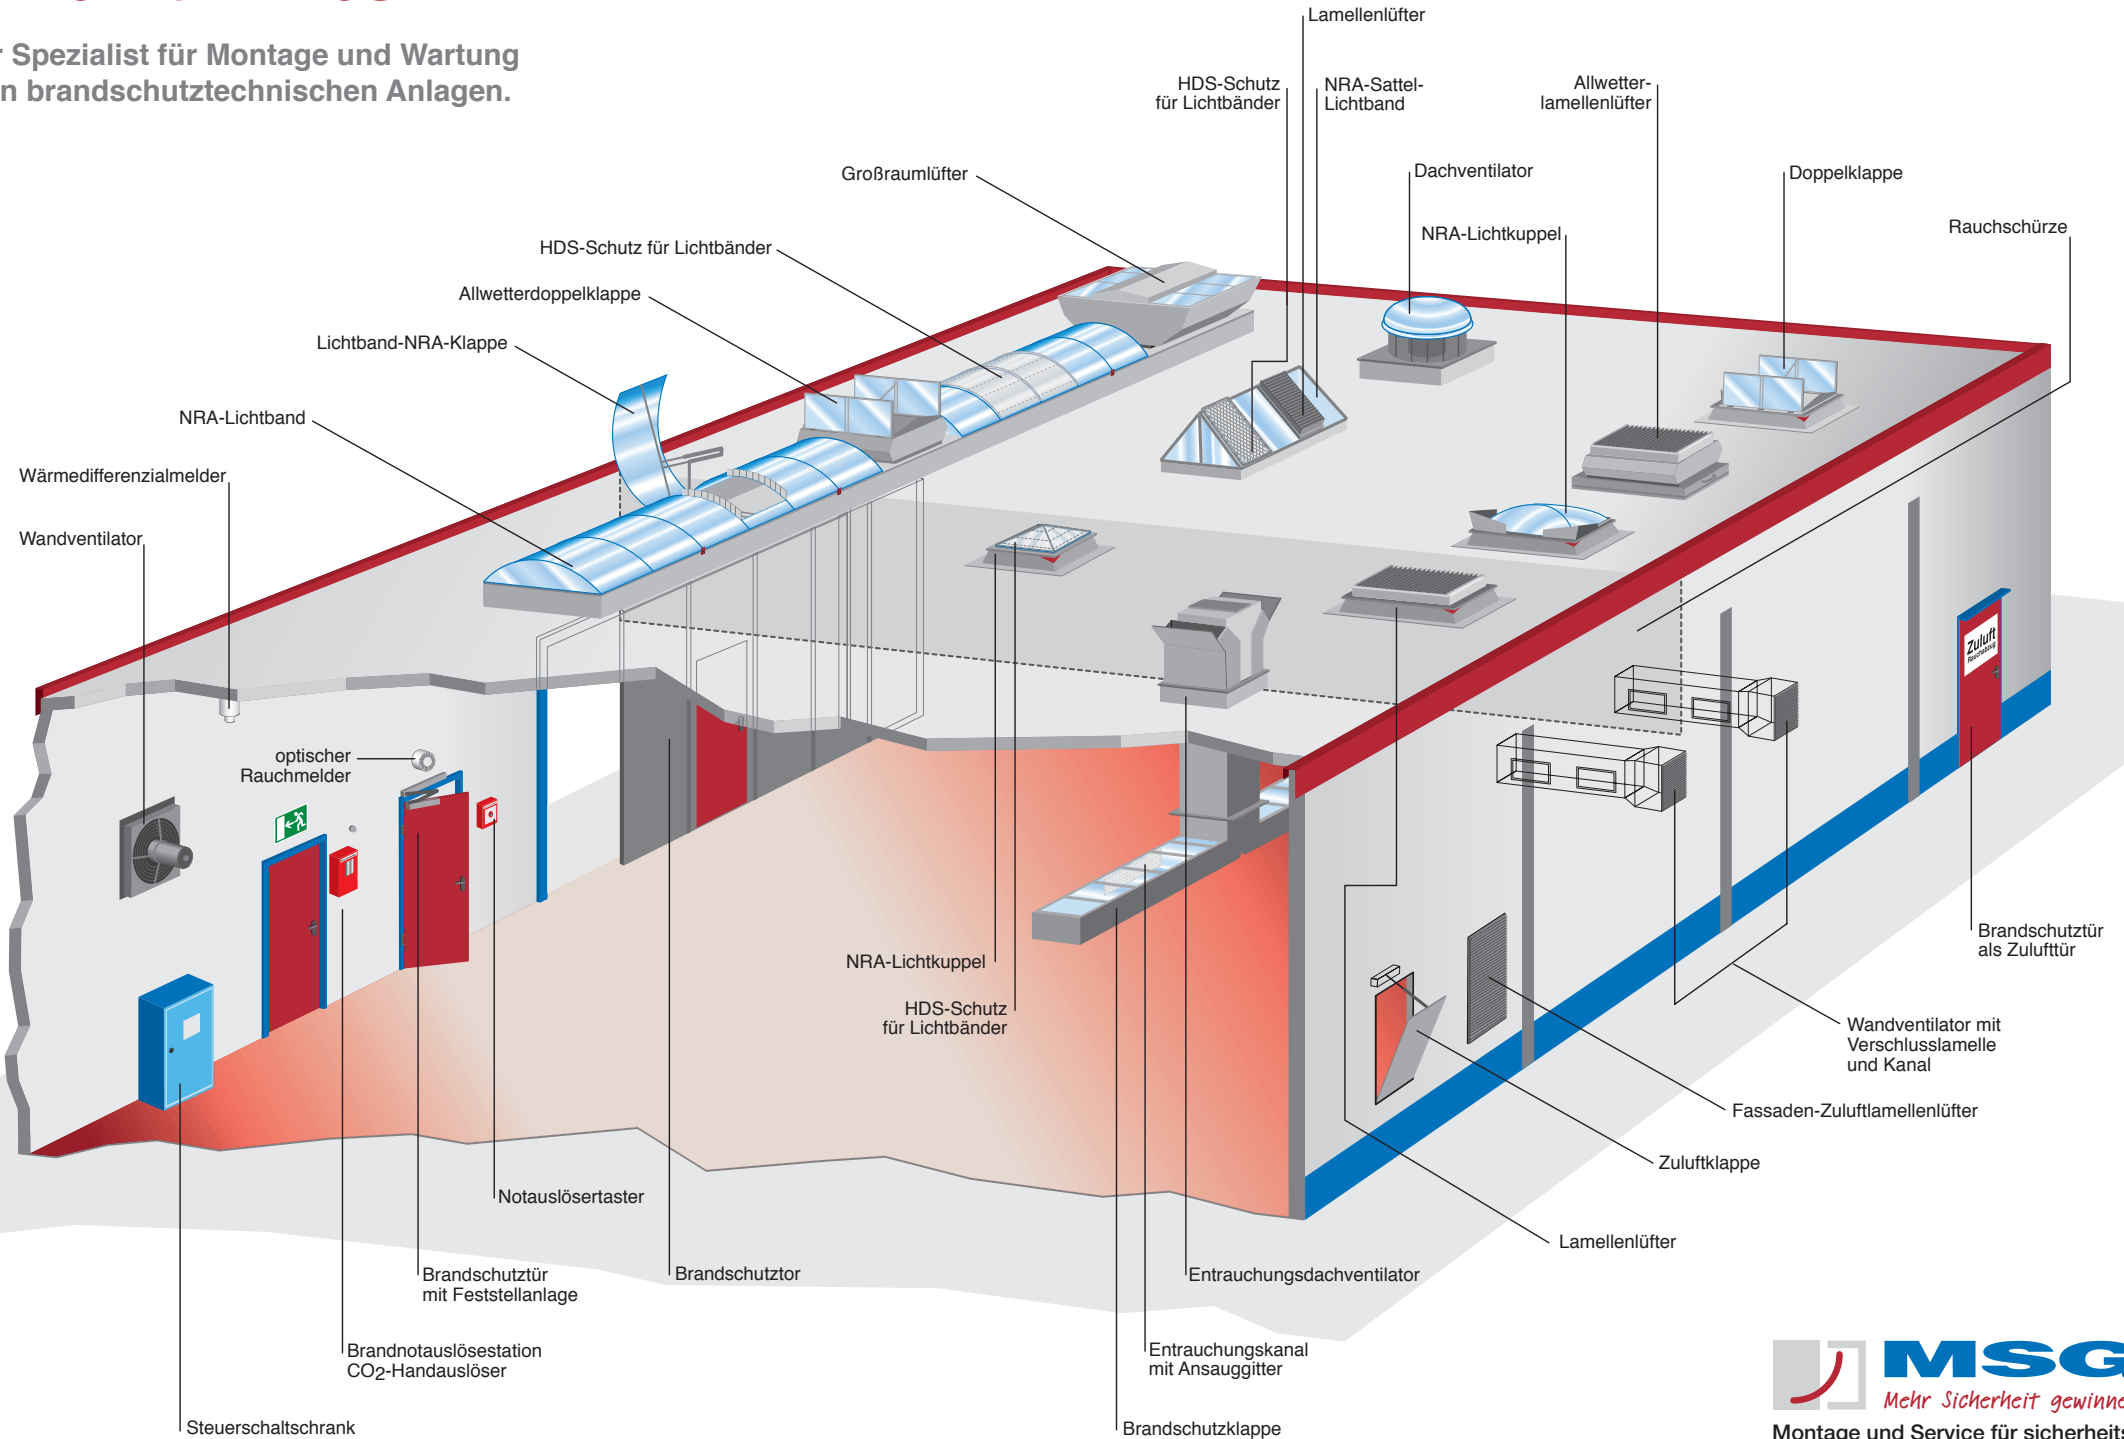 Spezialist für Montage und Wartung
brandschutztechnischen Anlagen.
Lamellenlüfter
HDS-Schutz
für Lichtbänder
NRA-Sattel-
Lichtband
Allwetter-
lamellenlüfter
Großraumlüfter
Dachventilator
Doppelklappe
Rauchschürze
NRA-Lichtkuppel
HDS-Schutz für Lichtbänder
Allwetterdoppelklappe
Lichtband-NRA-Klappe
NRA-Lichtband
Wärmedifferenzialmelder
Wandventilator
optischer
Rauchmelder
Zuluft
Rauchabzug
NRA-Lichtkuppel
HDS-Schutz
für Lichtbänder
Brandschutztür
als Zulufttür
Wandventilator mit
Verschlusslamelle
und Kanal
Fassaden-Zuluftlamellenlüfter
Zuluftklappe
Lamellenlüfter
Notauslösertaster
Brandschutztür
mit Feststellanlage
Brandschutztor
Entrauchungsdachventilator
Brandnotauslösestation
CO2-Handauslöser
Entrauchungskanal
mit Ansauggitter
Steuerschaltschrank
Brandschutzklappe
MSG
Mehr Sicherheit gewinne
Montage und Service für sicherheits